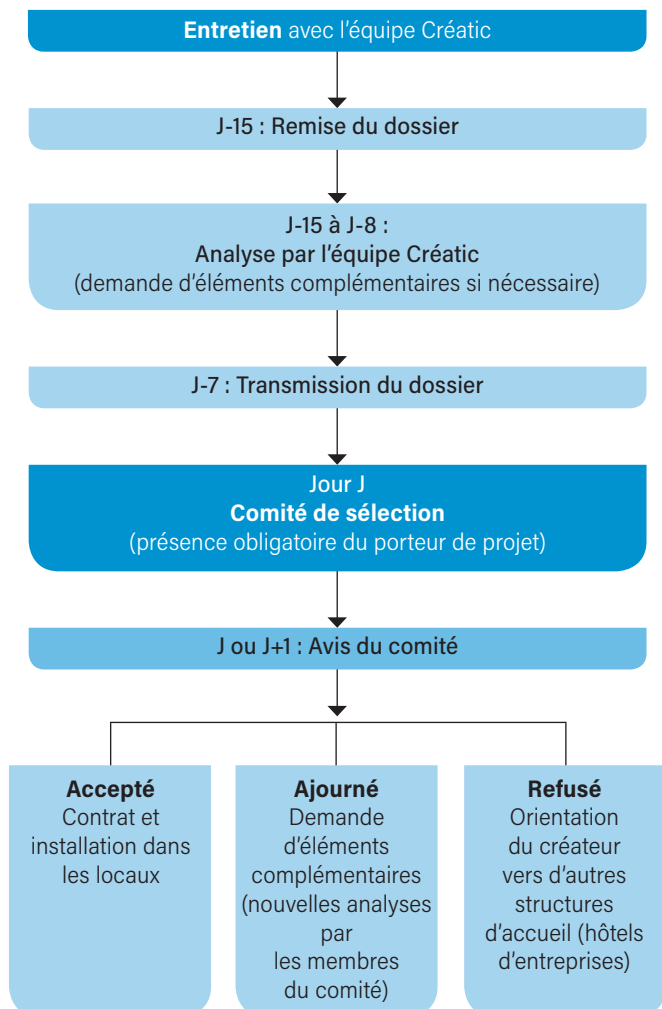 Entretien avec l'équipe Créatic
J-15 : Remise du dossier
J-15 à J-8 :
Analyse par l'équipe Créatic
(demande d'éléments complémentaires si nécessaire)
J-7 : Transmission du dossier
Jour J
Comité de sélection
(présence obligatoire du porteur de projet)
J ou J+1 : Avis du comité
Accepté
Contrat et
installation dans
les locaux
Ajourné
Demande
d'éléments
complémentaires
(nouvelles analyses
par
les membres
du comité)
Refusé
Orientation
du créateur
vers d'autres
structures
d'accueil (hôtels
d'entreprises)